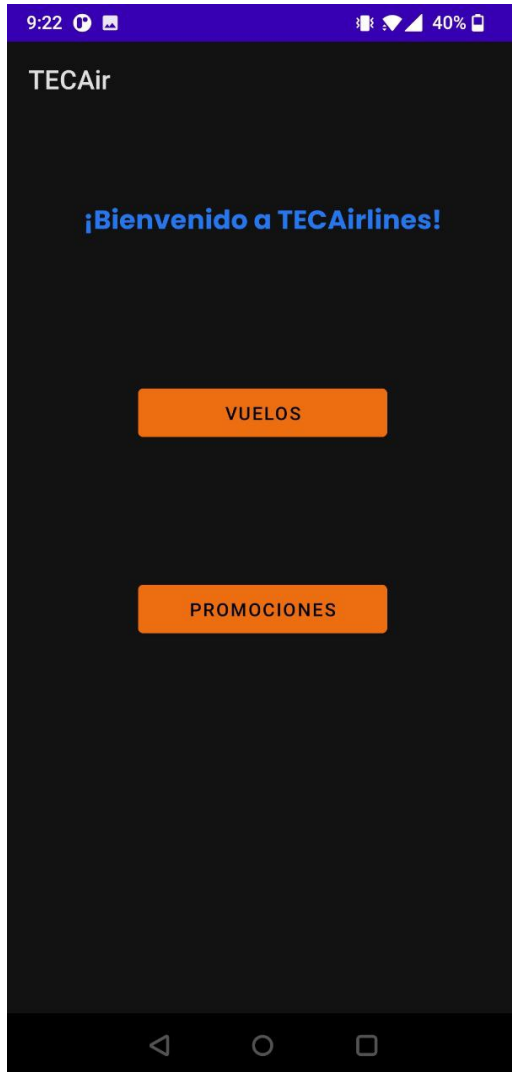 9:22
40%
TECAir
¡Bienvenido a TECAirlines!
VUELOS
PROMOCIONES